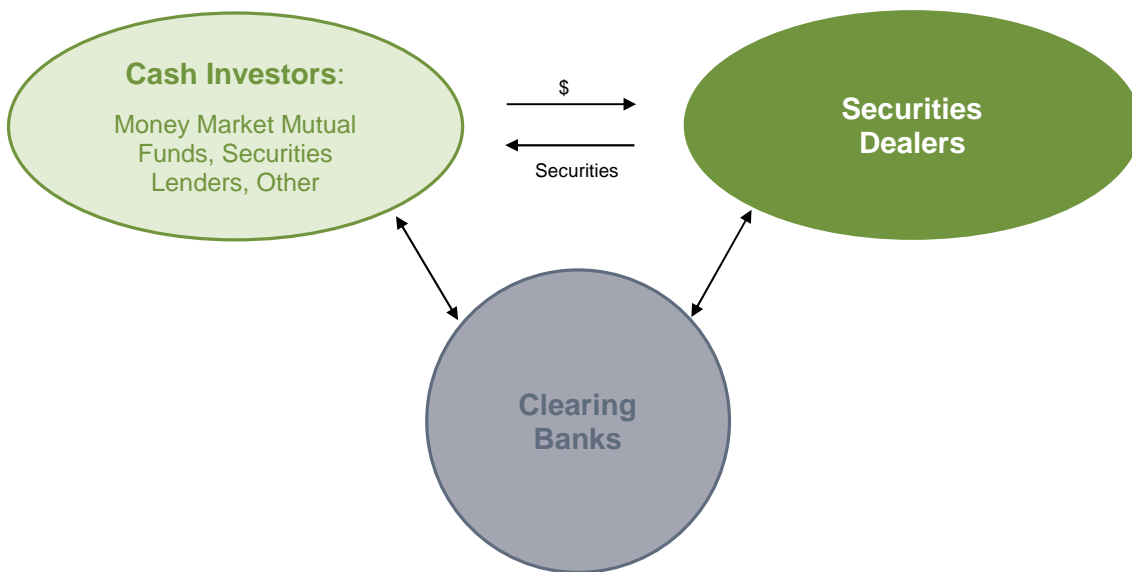 Cash Investors:
Money Market Mutual
Funds, Securities
Lenders, Other
$
Securities
Securities
Dealers
Clearing
Banks